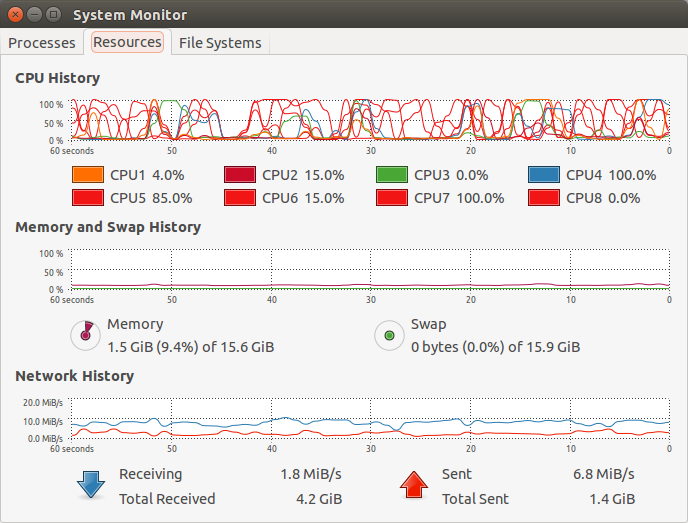 System Monitor
Processes Resources File Systems
CPU History
100 %
50 %
0 %
60 seconds 50 40 30 20 10 0
CPU1 4.0% CPU2 15.0% CPU3 0.0% CPU4 100.0%
CPU5 85.0% CPU6 15.0% CPU7 100.0% CPU8 0.0%
Memory and Swap History
100 %
50 %
0 %
60 seconds 50 40 30 20 10 0
Memory Swap
1.5 GiB (9.4%) of 15.6 GiB 0 bytes (0.0%) of 15.9 GiB
Network History
20.0 MiB/s
10.0 MiB/s
0.0 MiB/s
60 seconds 50 40 30 20 10 0
Receiving 1.8 MiB/s Sent 6.8 MiB/s
Total Received 4.2 GiB Total Sent 1.4 GiB